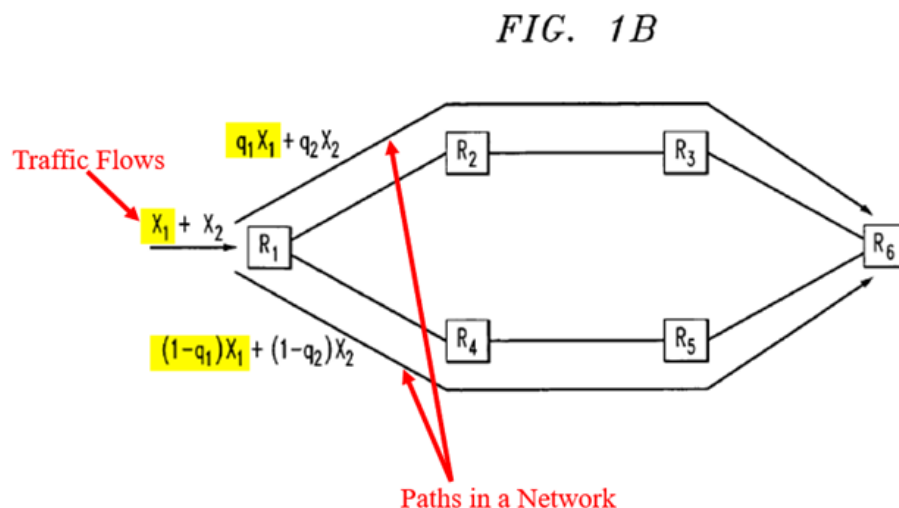 FIG. 1B
q₁X₁ + q₂X₂
Traffic Flows
X₁ + X₂
R₁
R₂
R₃
R₆
R₄
R₅
(1-q₁)X₁ + (1-q₂)X₂
Paths in a Network